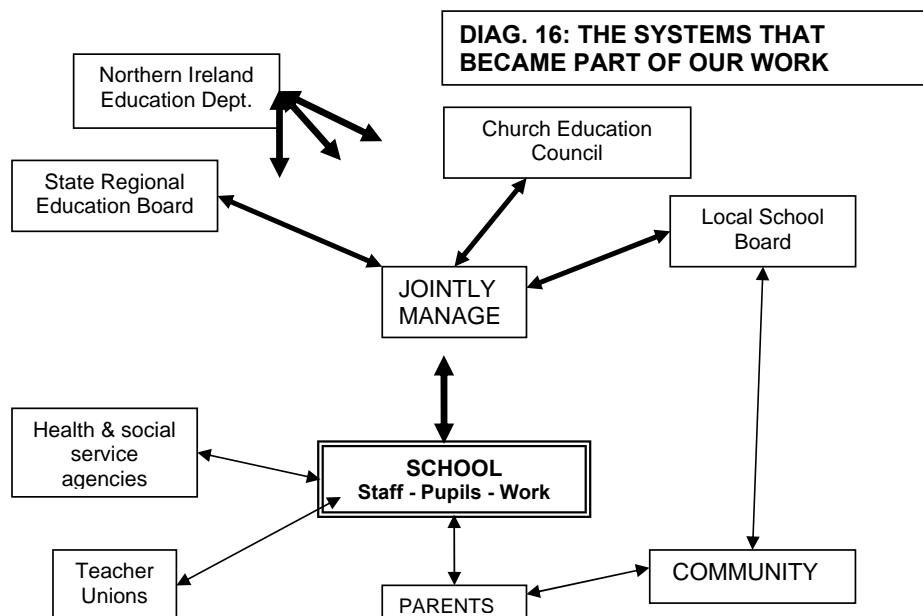 DIAG. 16: THE SYSTEMS THAT
BECAME PART OF OUR WORK
Northern Ireland
Education Dept.
Church Education
Council
State Regional
Education Board
Local School
Board
JOINTLY
MANAGE
Health & social
service
agencies
SCHOOL
Staff - Pupils - Work
Teacher
Unions
PARENTS
COMMUNITY